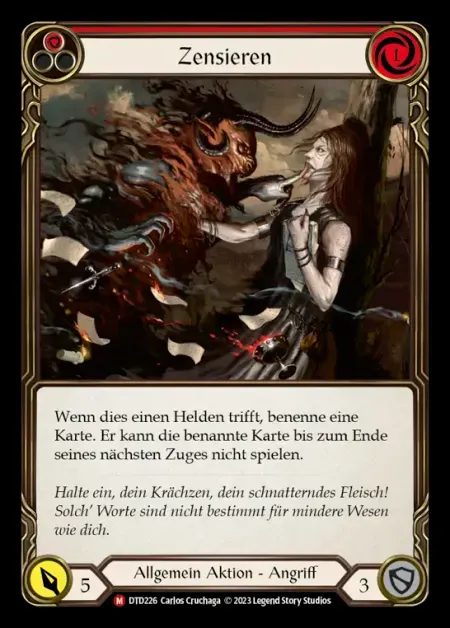 Zensieren
1
Wenn dies einen Helden trifft, benenne eine
Karte. Er kann die benannte Karte bis zum Ende
seines nächsten Zuges nicht spielen.
Halte ein, dein Krächzen, dein schnatterndes Fleisch!
Solch' Worte sind nicht bestimmt für mindere Wesen
wie dich.
5
Allgemein Aktion - Angriff
3
M DTD226 Carlos Cruchaga © 2023 Legend Story Studios